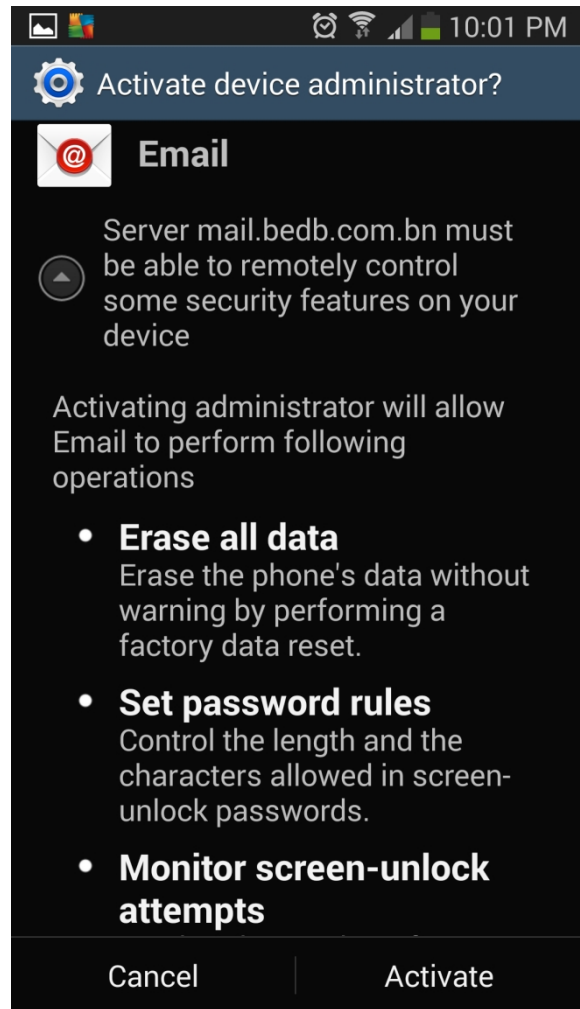 10:01 PM
Activate device administrator?
Email
Server mail.bedb.com.bn must
be able to remotely control
some security features on your
device
Activating administrator will allow
Email to perform following
operations
• Erase all data
Erase the phone's data without
warning by performing a
factory data reset.
• Set password rules
Control the length and the
characters allowed in screen-
unlock passwords.
• Monitor screen-unlock
attempts
Cancel
Activate